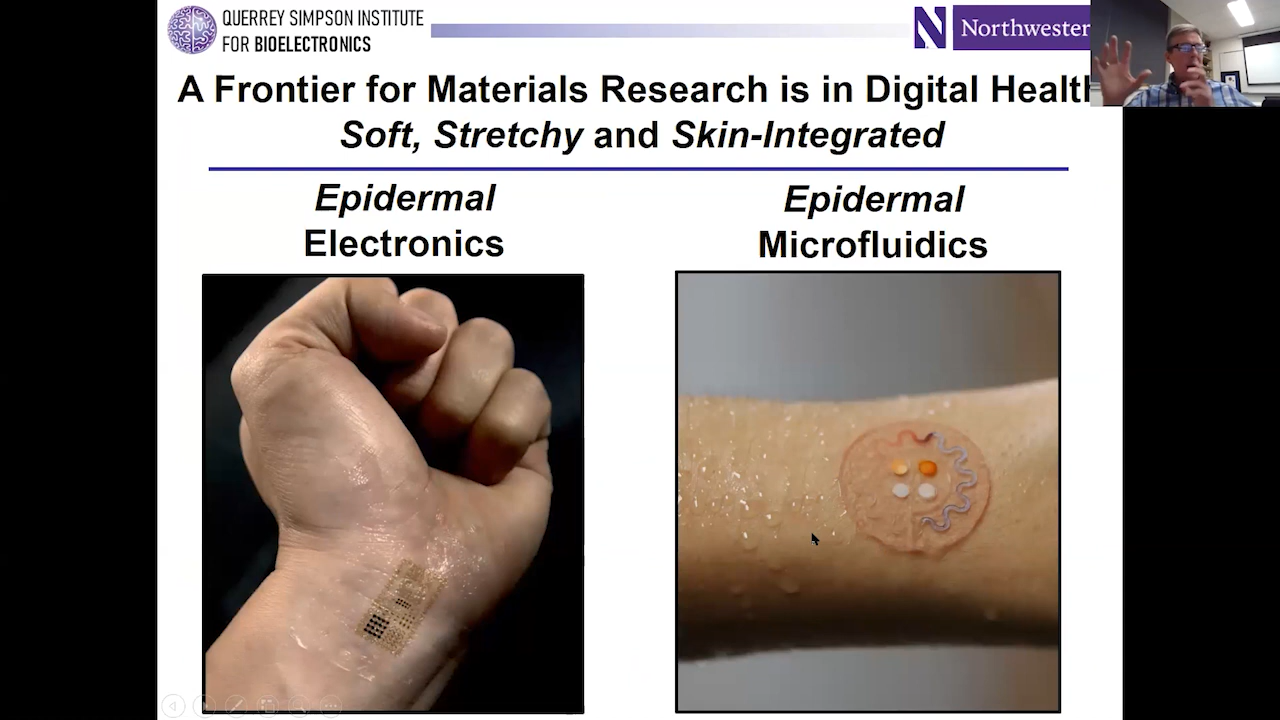 QUERREY SIMPSON INSTITUTE
FOR BIOELECTRONICS
N
Northwester
A Frontier for Materials Research is in Digital Health
Soft, Stretchy and Skin-Integrated
Epidermal
Electronics
Epidermal
Microfluidics